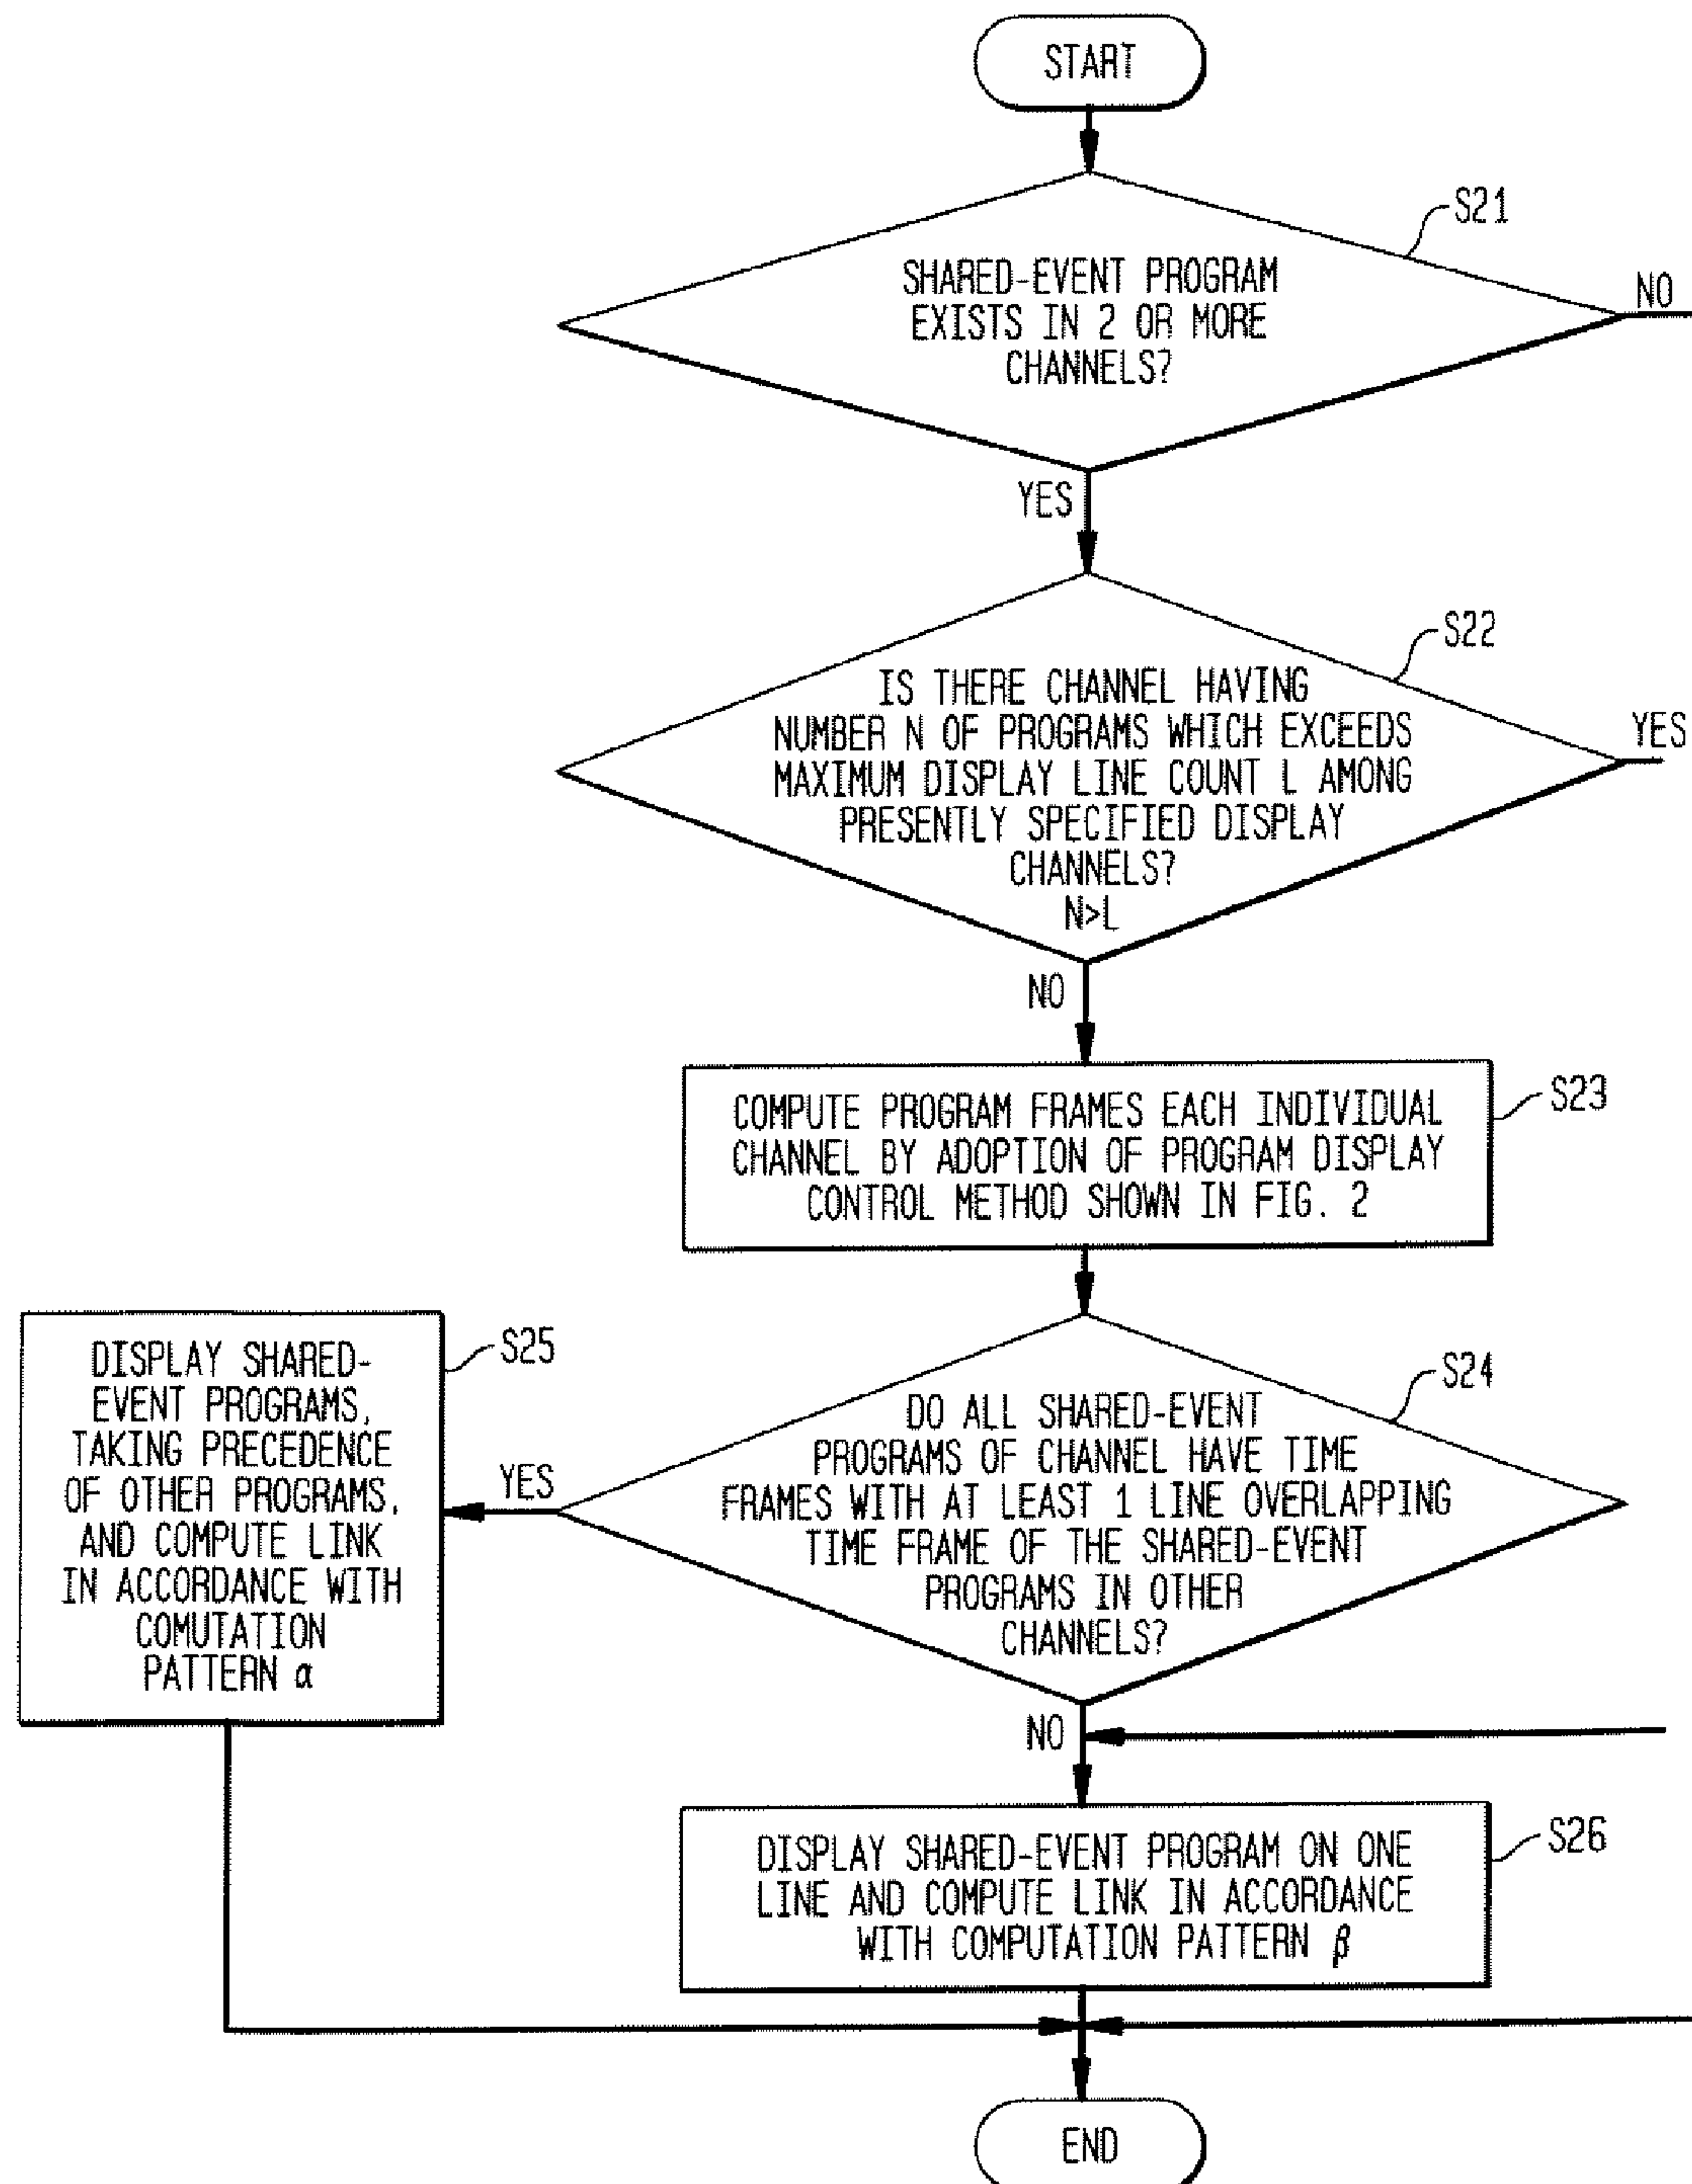 START
S21
SHARED-EVENT PROGRAM
EXISTS IN 2 OR MORE
CHANNELS?
NO
YES
S22
IS THERE CHANNEL HAVING
NUMBER N OF PROGRAMS WHICH EXCEEDS
MAXIMUM DISPLAY LINE COUNT L AMONG
PRESENTLY SPECIFIED DISPLAY
CHANNELS?
N>L
YES
NO
S23
COMPUTE PROGRAM FRAMES EACH INDIVIDUAL
CHANNEL BY ADOPTION OF PROGRAM DISPLAY
CONTROL METHOD SHOWN IN FIG. 2
S24
DO ALL SHARED-EVENT
PROGRAMS OF CHANNEL HAVE TIME
FRAMES WITH AT LEAST 1 LINE OVERLAPPING
TIME FRAME OF THE SHARED-EVENT
PROGRAMS IN OTHER
CHANNELS?
YES
S25
DISPLAY SHARED-
EVENT PROGRAMS,
TAKING PRECEDENCE
OF OTHER PROGRAMS,
AND COMPUTE LINK
IN ACCORDANCE WITH
COMUTATION
PATTERN α
NO
S26
DISPLAY SHARED-EVENT PROGRAM ON ONE
LINE AND COMPUTE LINK IN ACCORDANCE
WITH COMPUTATION PATTERN β
END